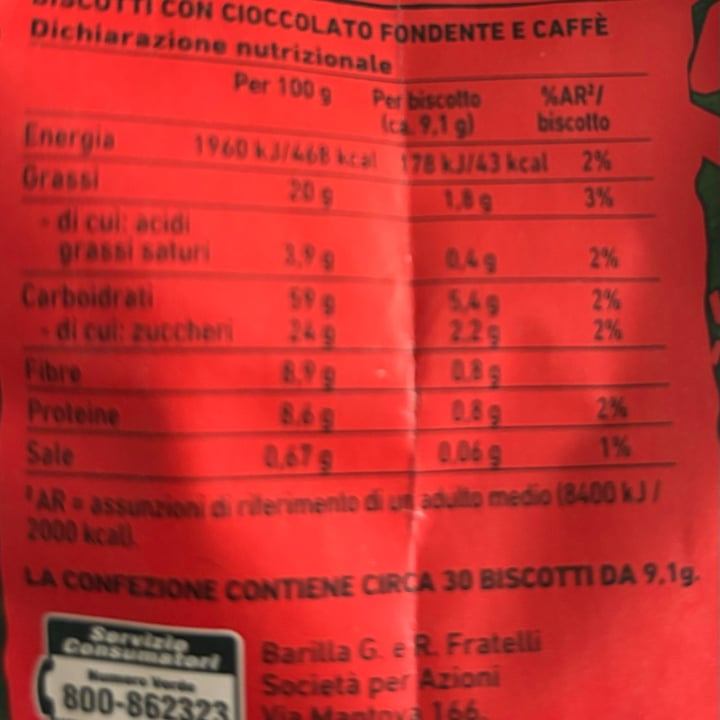 BISCOTTI CON CIOCCOLATO FONDENTE E CAFFÈ
Dichiarazione nutrizionale
Per 100 g Per biscotto %AR²/
(ca. 9,1 g) biscotto
Energia 1960 kJ/468 kcal 178 kJ/43 kcal 2%
Grassi 20 g 1,8 g 3%
- di cui: acidi
grassi saturi 3,9 g 0,4 g 2%
Carboidrati 59 g 5,4 g 2%
- di cui: zuccheri 24 g 2,2 g 2%
Fibre 8,9 g 0,8 g
Proteine 8,6 g 0,8 g 2%
Sale 0,67 g 0,06 g 1%
²AR = assunzioni di riferimento di un adulto medio (8400 kJ /
2000 kcal).
LA CONFEZIONE CONTIENE CIRCA 30 BISCOTTI DA 9,1g.
Servizio
Consumatori
Numero Verde
800-862323
Barilla G. e R. Fratelli
Società per Azioni
Via Mantova 166